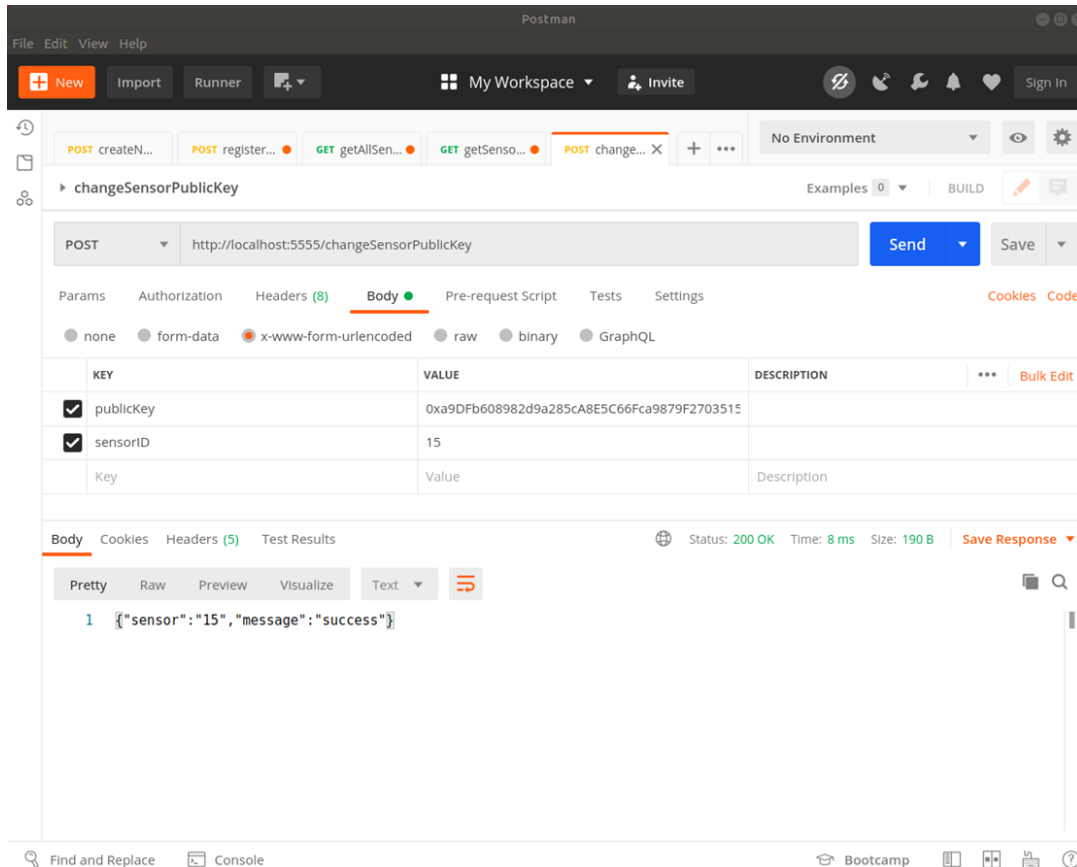 Postman
File Edit View Help
New Import Runner My Workspace Invite Sign In
POST createN... POST register... GET getAllSen... GET getSenso... POST change... No Environment
changeSensorPublicKey Examples 0 BUILD
POST http://localhost:5555/changeSensorPublicKey Send Save
Params Authorization Headers (8) Body Pre-request Script Tests Settings Cookies Code
none form-data x-www-form-urlencoded raw binary GraphQL
KEY VALUE DESCRIPTION Bulk Edit
publicKey 0xa9DFb608982d9a285cA8E5C66Fca9879F2703515
sensorID 15
Key Value Description
Body Cookies Headers (5) Test Results Status: 200 OK Time: 8 ms Size: 190 B Save Response
Pretty Raw Preview Visualize Text
1 {"sensor":"15","message":"success"}
Find and Replace Console Bootcamp